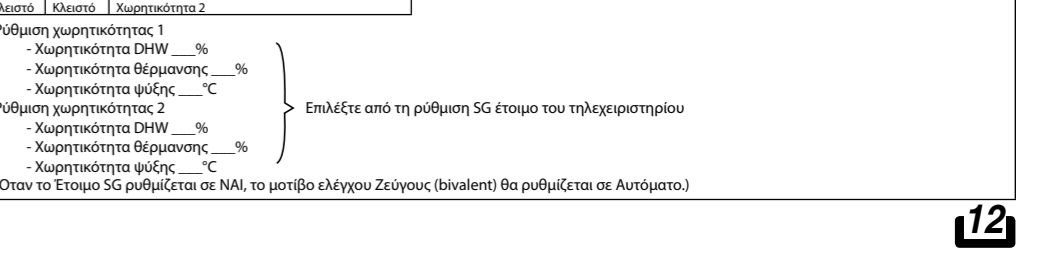 λειστό Κλειστό Χωρητικότητα 2
Ρύθμιση χωρητικότητας 1
- Χωρητικότητα DHW ___%
- Χωρητικότητα θέρμανσης ___%
- Χωρητικότητα ψύξης ___°C
Ρύθμιση χωρητικότητας 2 Επιλέξτε από τη ρύθμιση SG έτοιμο του τηλεχειριστηρίου
- Χωρητικότητα DHW ___%
- Χωρητικότητα θέρμανσης ___%
- Χωρητικότητα ψύξης ___°C
Όταν το Έτοιμο SG ρυθμίζεται σε ΝΑΙ, το μοτίβο ελέγχου Ζεύγους (bivalent) θα ρυθμίζεται σε Αυτόματο.)
12